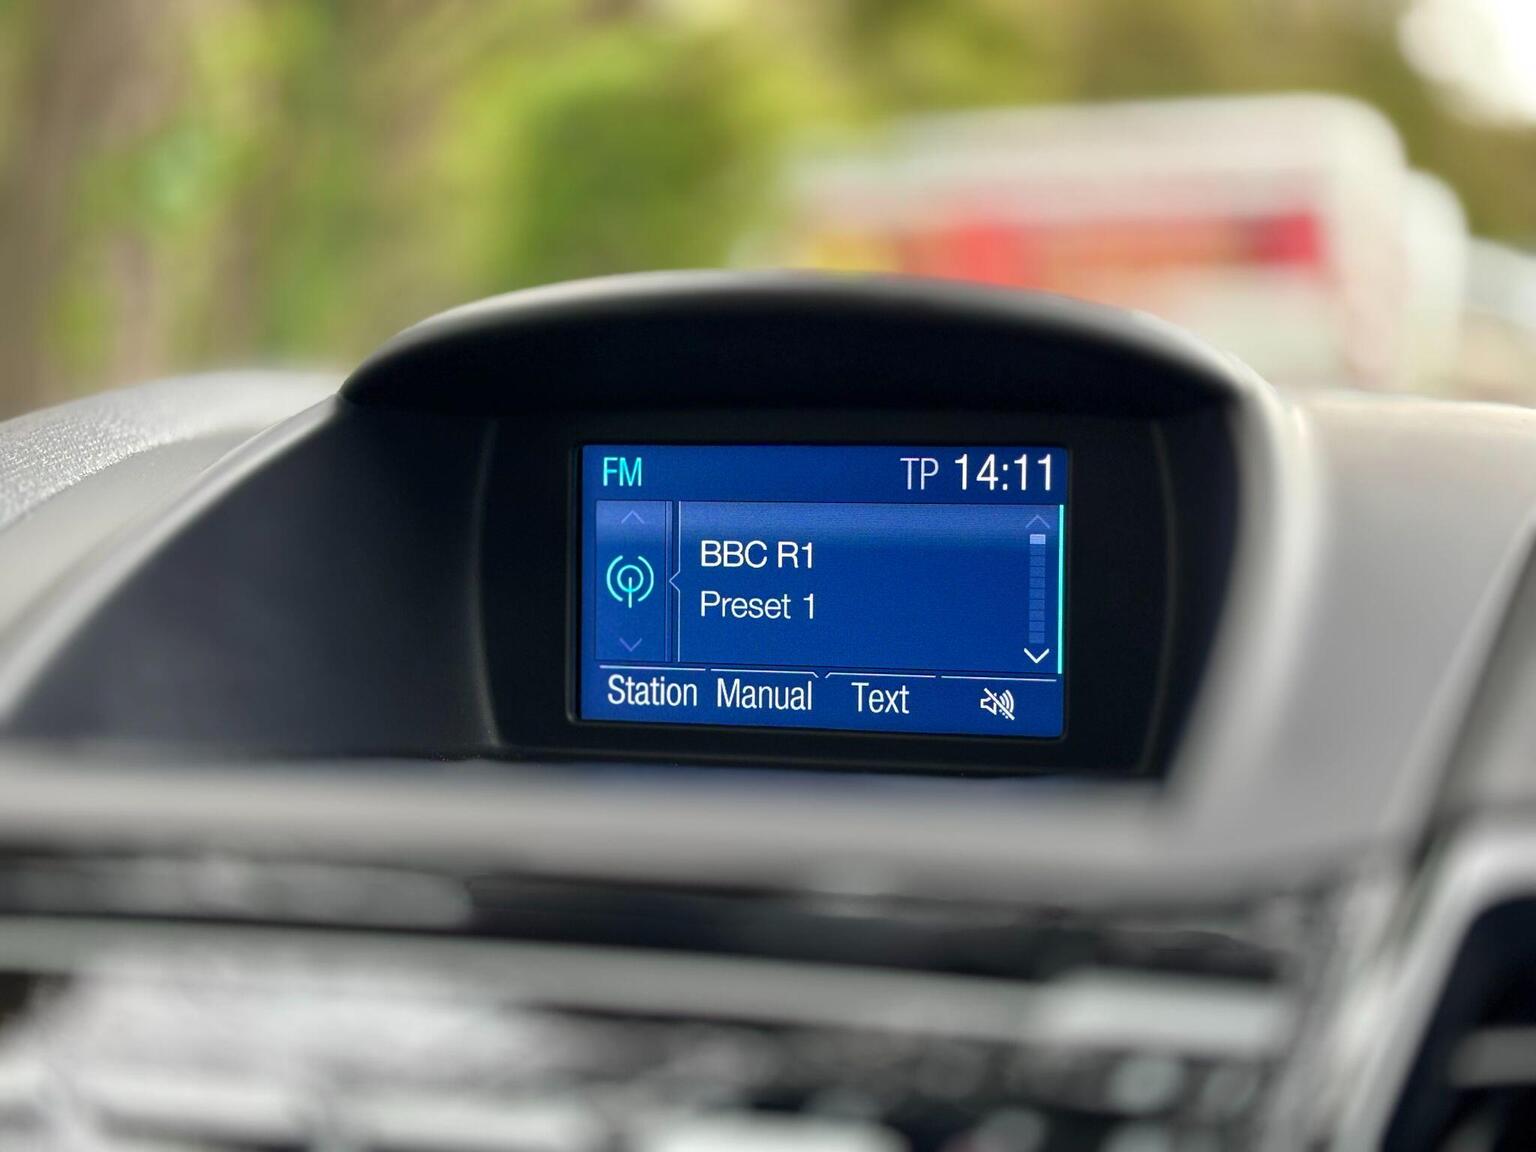 FM TP 14:11
BBC R1
Preset 1
Station Manual Text